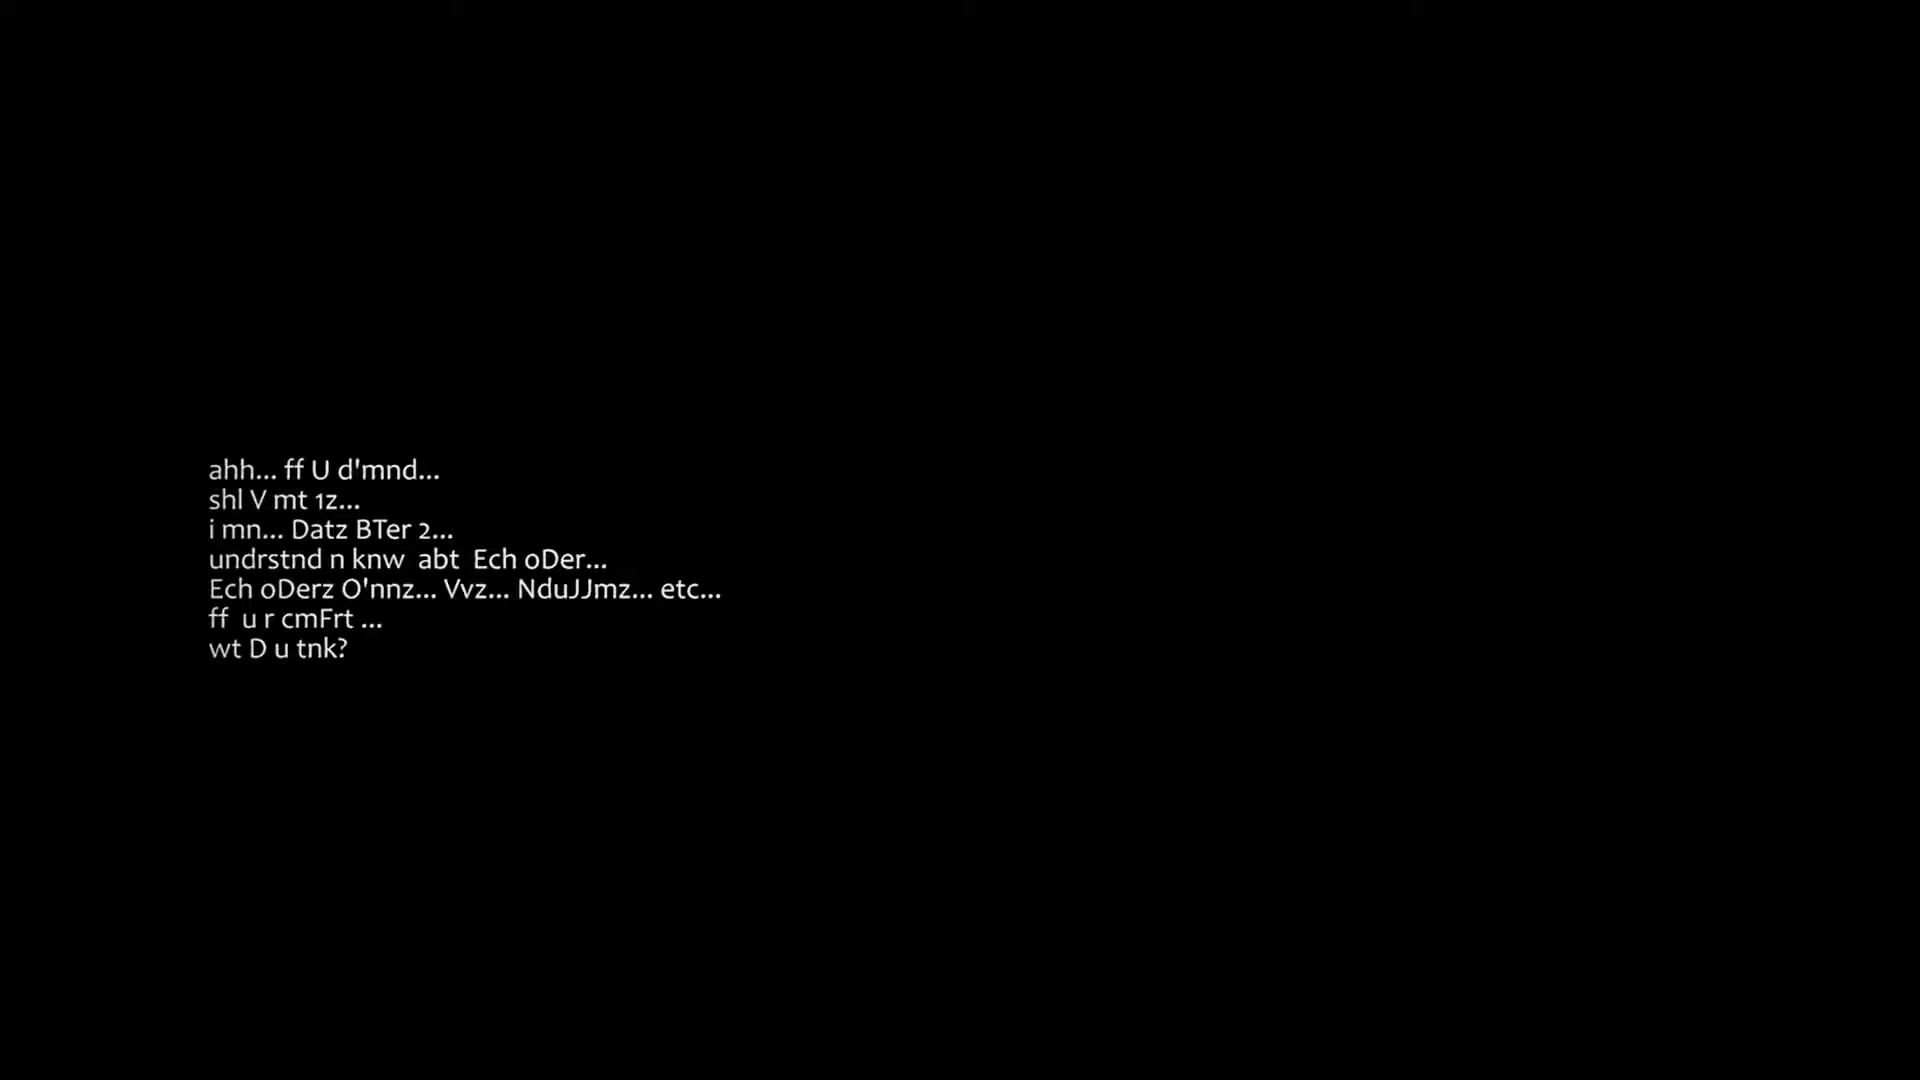 ahh... ff U d'mnd...
shl V mt 1z...
i mn... Datz BTer 2...
undrstnd n knw  abt  Ech oDer...
Ech oDerz O'nnz... Vvz... NduJJmz... etc...
ff  u r cmFrt ...
wt D u tnk?